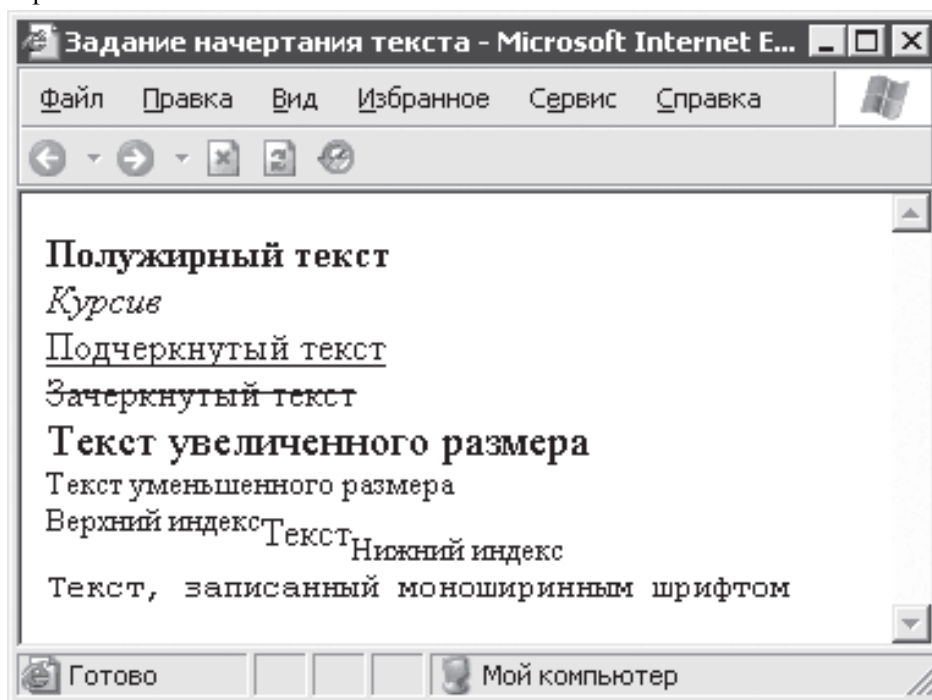 Задание начертания текста - Microsoft Internet E...
Файл Правка Вид Избранное Сервис Справка
Полужирный текст
Курсив
Подчеркнутый текст
Зачеркнутый текст
Текст увеличенного размера
Текст уменьшенного размера
Верхний индексТекстНижний индекс
Текст, записанный моноширинным шрифтом
Готово Мой компьютер